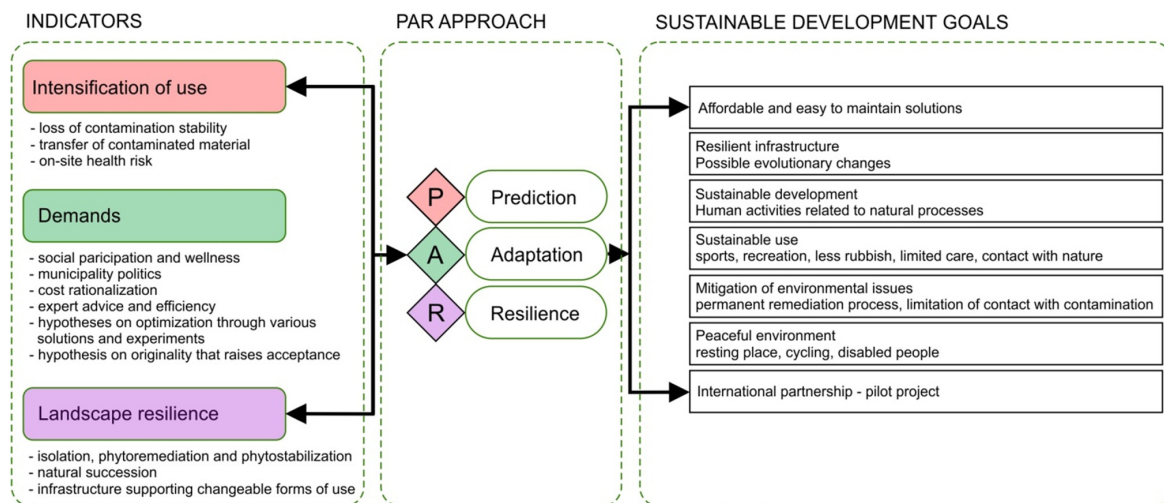 INDICATORS
Intensification of use
- loss of contamination stability
- transfer of contaminated material
- on-site health risk
Demands
- social paricipation and wellness
- municipality politics
- cost rationalization
- expert advice and efficiency
- hypotheses on optimization through various
solutions and experiments
- hypothesis on originality that raises acceptance
Landscape resilience
- isolation, phytoremediation and phytostabilization
- natural succession
- infrastructure supporting changeable forms of use
PAR APPROACH
P Prediction
A Adaptation
R Resilience
SUSTAINABLE DEVELOPMENT GOALS
Affordable and easy to maintain solutions
Resilient infrastructure
Possible evolutionary changes
Sustainable development
Human activities related to natural processes
Sustainable use
sports, recreation, less rubbish, limited care, contact with nature
Mitigation of environmental issues
permanent remediation process, limitation of contact with contamination
Peaceful environment
resting place, cycling, disabled people
International partnership - pilot project